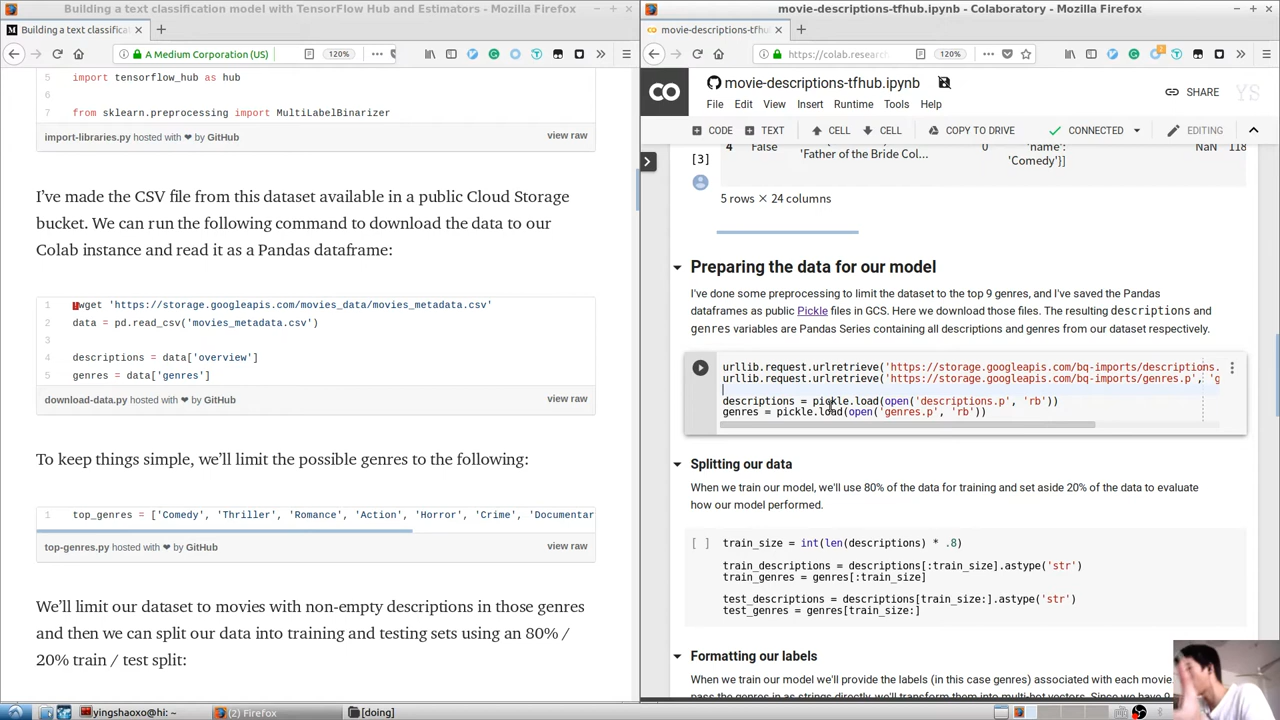 Building a text classification model with TensorFlow Hub and Estimators - Mozilla Firefox
Building a text classifica
A Medium Corporation (US)
120%
5 import tensorflow_hub as hub
6
7 from sklearn.preprocessing import MultiLabelBinarizer
import-libraries.py hosted with ❤ by GitHub
view raw
I've made the CSV file from this dataset available in a public Cloud Storage
bucket. We can run the following command to download the data to our
Colab instance and read it as a Pandas dataframe:
1 !wget 'https://storage.googleapis.com/movies_data/movies_metadata.csv'
2 data = pd.read_csv('movies_metadata.csv')
3
4 descriptions = data['overview']
5 genres = data['genres']
download-data.py hosted with ❤ by GitHub
view raw
To keep things simple, we'll limit the possible genres to the following:
1 top_genres = ['Comedy', 'Thriller', 'Romance', 'Action', 'Horror', 'Crime', 'Documentar
top-genres.py hosted with ❤ by GitHub
view raw
We'll limit our dataset to movies with non-empty descriptions in those genres
and then we can split our data into training and testing sets using an 80% /
20% train / test split:
movie-descriptions-tfhub.ipynb - Colaboratory - Mozilla Firefox
movie-descriptions-tfhu
https://colab.resear
120%
CO
movie-descriptions-tfhub.ipynb
File Edit View Insert Runtime Tools Help
SHARE
YS
CODE TEXT CELL CELL COPY TO DRIVE CONNECTED EDITING
4 False 'Father of the Bride Col... 0 'name': 'Comedy'}] NaN 118
[3]
5 rows × 24 columns
Preparing the data for our model
I've done some preprocessing to limit the dataset to the top 9 genres, and I've saved the Pandas
dataframes as public Pickle files in GCS. Here we download those files. The resulting descriptions and
genres variables are Pandas Series containing all descriptions and genres from our dataset respectively.
urllib.request.urlretrieve('https://storage.googleapis.com/bq-imports/descriptions.
urllib.request.urlretrieve('https://storage.googleapis.com/bq-imports/genres.p', 'g
descriptions = pickle.load(open('descriptions.p', 'rb'))
genres = pickle.load(open('genres.p', 'rb'))
Splitting our data
When we train our model, we'll use 80% of the data for training and set aside 20% of the data to evaluate
how our model performed.
[ ] train_size = int(len(descriptions) * .8)
train_descriptions = descriptions[:train_size].astype('str')
train_genres = genres[:train_size]
test_descriptions = descriptions[train_size:].astype('str')
test_genres = genres[train_size:]
Formatting our labels
When we train our model we'll provide the labels (in this case genres) associated with each movie.
yingshaoxo@hi: ~
(2) Firefox
[doing]